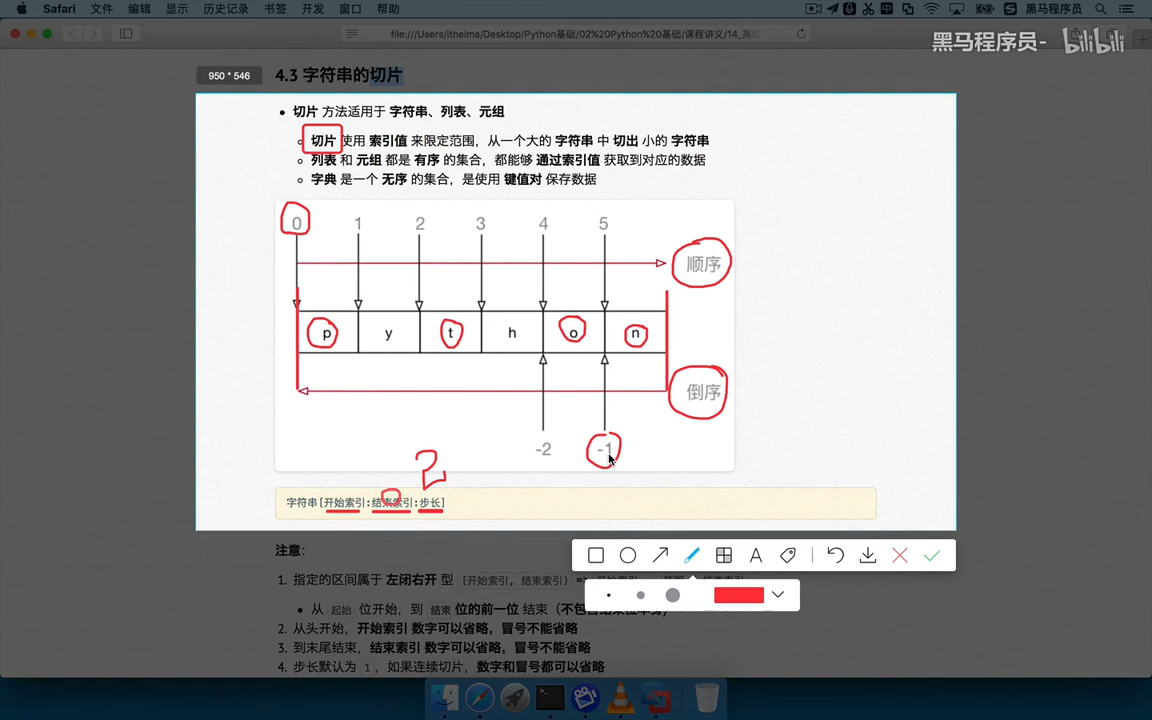 Safari 文件 编辑 显示 历史记录 书签 开发 窗口 帮助 黑马程序员
file:///Users/itheima/Desktop/Python基础/02%20Python%20基础/课程讲义/14_高级
黑马程序员- bilibili
950 * 546
4.3 字符串的切片
切片 方法适用于 字符串、列表、元组
切片 使用 索引值 来限定范围，从一个大的 字符串 中 切出 小的 字符串
列表 和 元组 都是 有序 的集合，都能够 通过索引值 获取到对应的数据
字典 是一个 无序 的集合，是使用 键值对 保存数据
0 1 2 3 4 5
顺序
p y t h o n
倒序
-2 -1
2
字符串[开始索引:结束索引:步长]
注意：
1. 指定的区间属于 左闭右开 型 [开始索引, 结束索引) =>
从 起始 位开始，到 结束 位的前一位 结束（不包含结束位本身)
2. 从头开始，开始索引 数字可以省略，冒号不能省略
3. 到末尾结束，结束索引 数字可以省略，冒号不能省略
4. 步长默认为 1，如果连续切片，数字和冒号都可以省略